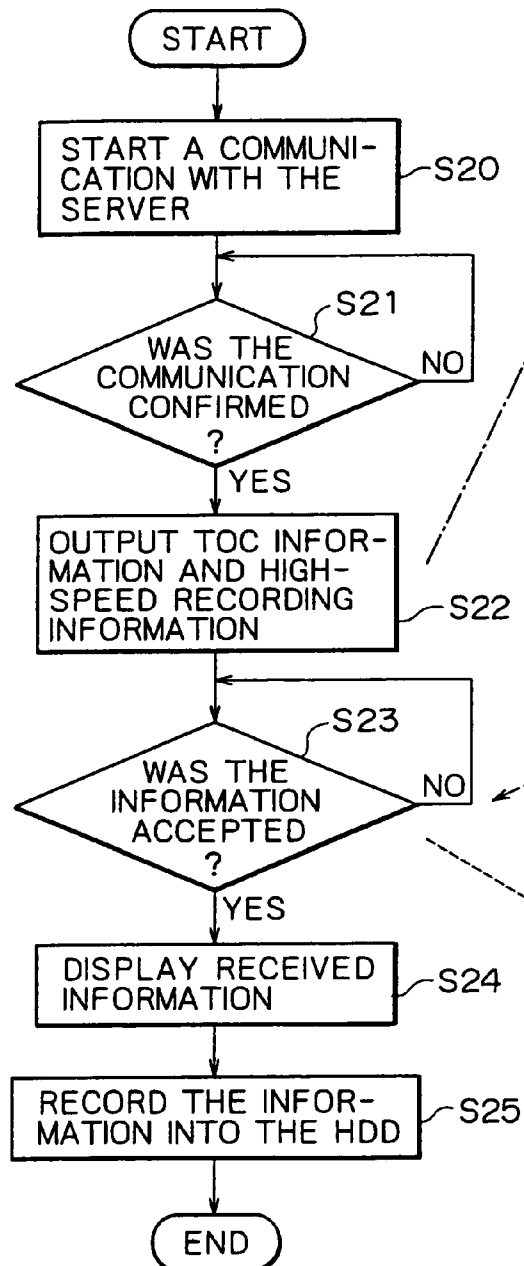 START
START A COMMUNI-
CATION WITH THE
SERVER
S20
S21
WAS THE
COMMUNICATION
CONFIRMED
?
NO
YES
OUTPUT TOC INFOR-
MATION AND HIGH-
SPEED RECORDING
INFORMATION
S22
S23
WAS THE
INFORMATION
ACCEPTED
?
NO
YES
DISPLAY RECEIVED
INFORMATION
S24
RECORD THE INFOR-
MATION INTO THE HDD
S25
END